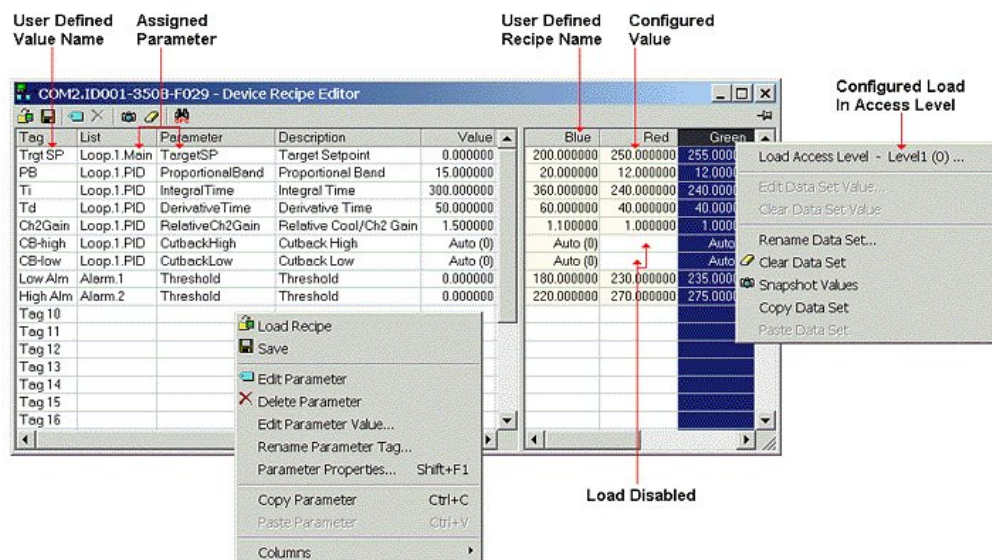 User Defined Value Name
Assigned Parameter
User Defined Recipe Name
Configured Value
Configured Load In Access Level
COM2.ID001-3508-F029 - Device Recipe Editor
Tag List Parameter Description Value Blue Red Green
Trgt SP Loop.1.Main TargetSP Target Setpoint 0.000000 200.000000 250.000000 255.000
PB Loop.1.PID ProportionalBand Proportional Band 15.000000 20.000000 12.000000 12.0000
Ti Loop.1.PID IntegralTime Integral Time 300.000000 360.000000 240.000000 240.000
Td Loop.1.PID DerivativeTime Derivative Time 50.000000 60.000000 40.000000 40.0000
Ch2Gain Loop.1.PID RelativeCh2Gain Relative Cool/Ch2 Gain 1.500000 1.100000 1.000000 1.0000
CB-high Loop.1.PID CutbackHigh Cutback High Auto (0) Auto (0) Auto
CB-low Loop.1.PID CutbackLow Cutback Low Auto (0) Auto (0) Auto
Low Alm Alarm.1 Threshold Threshold 0.000000 180.000000 230.000000 235.000
High Alm Alarm.2 Threshold Threshold 0.000000 220.000000 270.000000 275.000
Tag 10
Tag 11
Tag 12
Tag 13
Tag 14
Tag 15
Tag 16
Load Recipe
Save
Edit Parameter
Delete Parameter
Edit Parameter Value...
Rename Parameter Tag...
Parameter Properties... Shift+F1
Copy Parameter Ctrl+C
Paste Parameter Ctrl+V
Columns
Load Access Level - Level1 (0) ...
Edit Data Set Value...
Clear Data Set Value
Rename Data Set...
Clear Data Set
Snapshot Values
Copy Data Set
Paste Data Set
Load Disabled